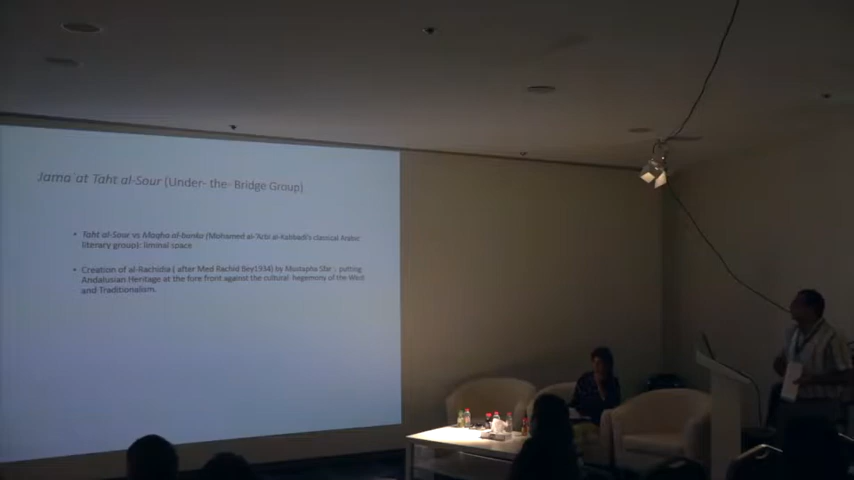 Jama'at Taht al-Sour (Under- the- Bridge Group)
• Taht al-Sour vs Maqha al-banka (Mohamed al-'Arbi al-Kabbadi's classical Arabic
literary group): liminal space
• Creation of al-Rachidia ( after Med Rachid Bey1934) by Mustapha Sfar : putting
Andalusian Heritage at the fore front against the cultural hegemony of the West
and Traditionalism.